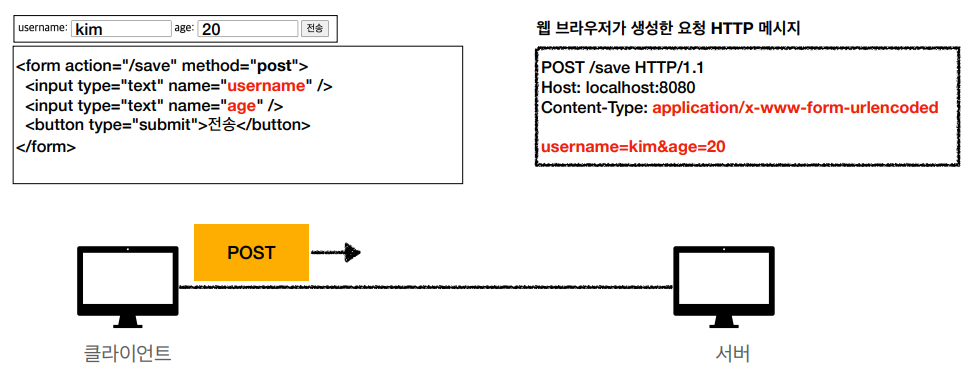 username: kim age: 20 전송
<form action="/save" method="post">
<input type="text" name="username" />
<input type="text" name="age" />
<button type="submit">전송</button>
</form>
웹 브라우저가 생성한 요청 HTTP 메시지
POST /save HTTP/1.1
Host: localhost:8080
Content-Type: application/x-www-form-urlencoded
username=kim&age=20
POST
클라이언트
서버